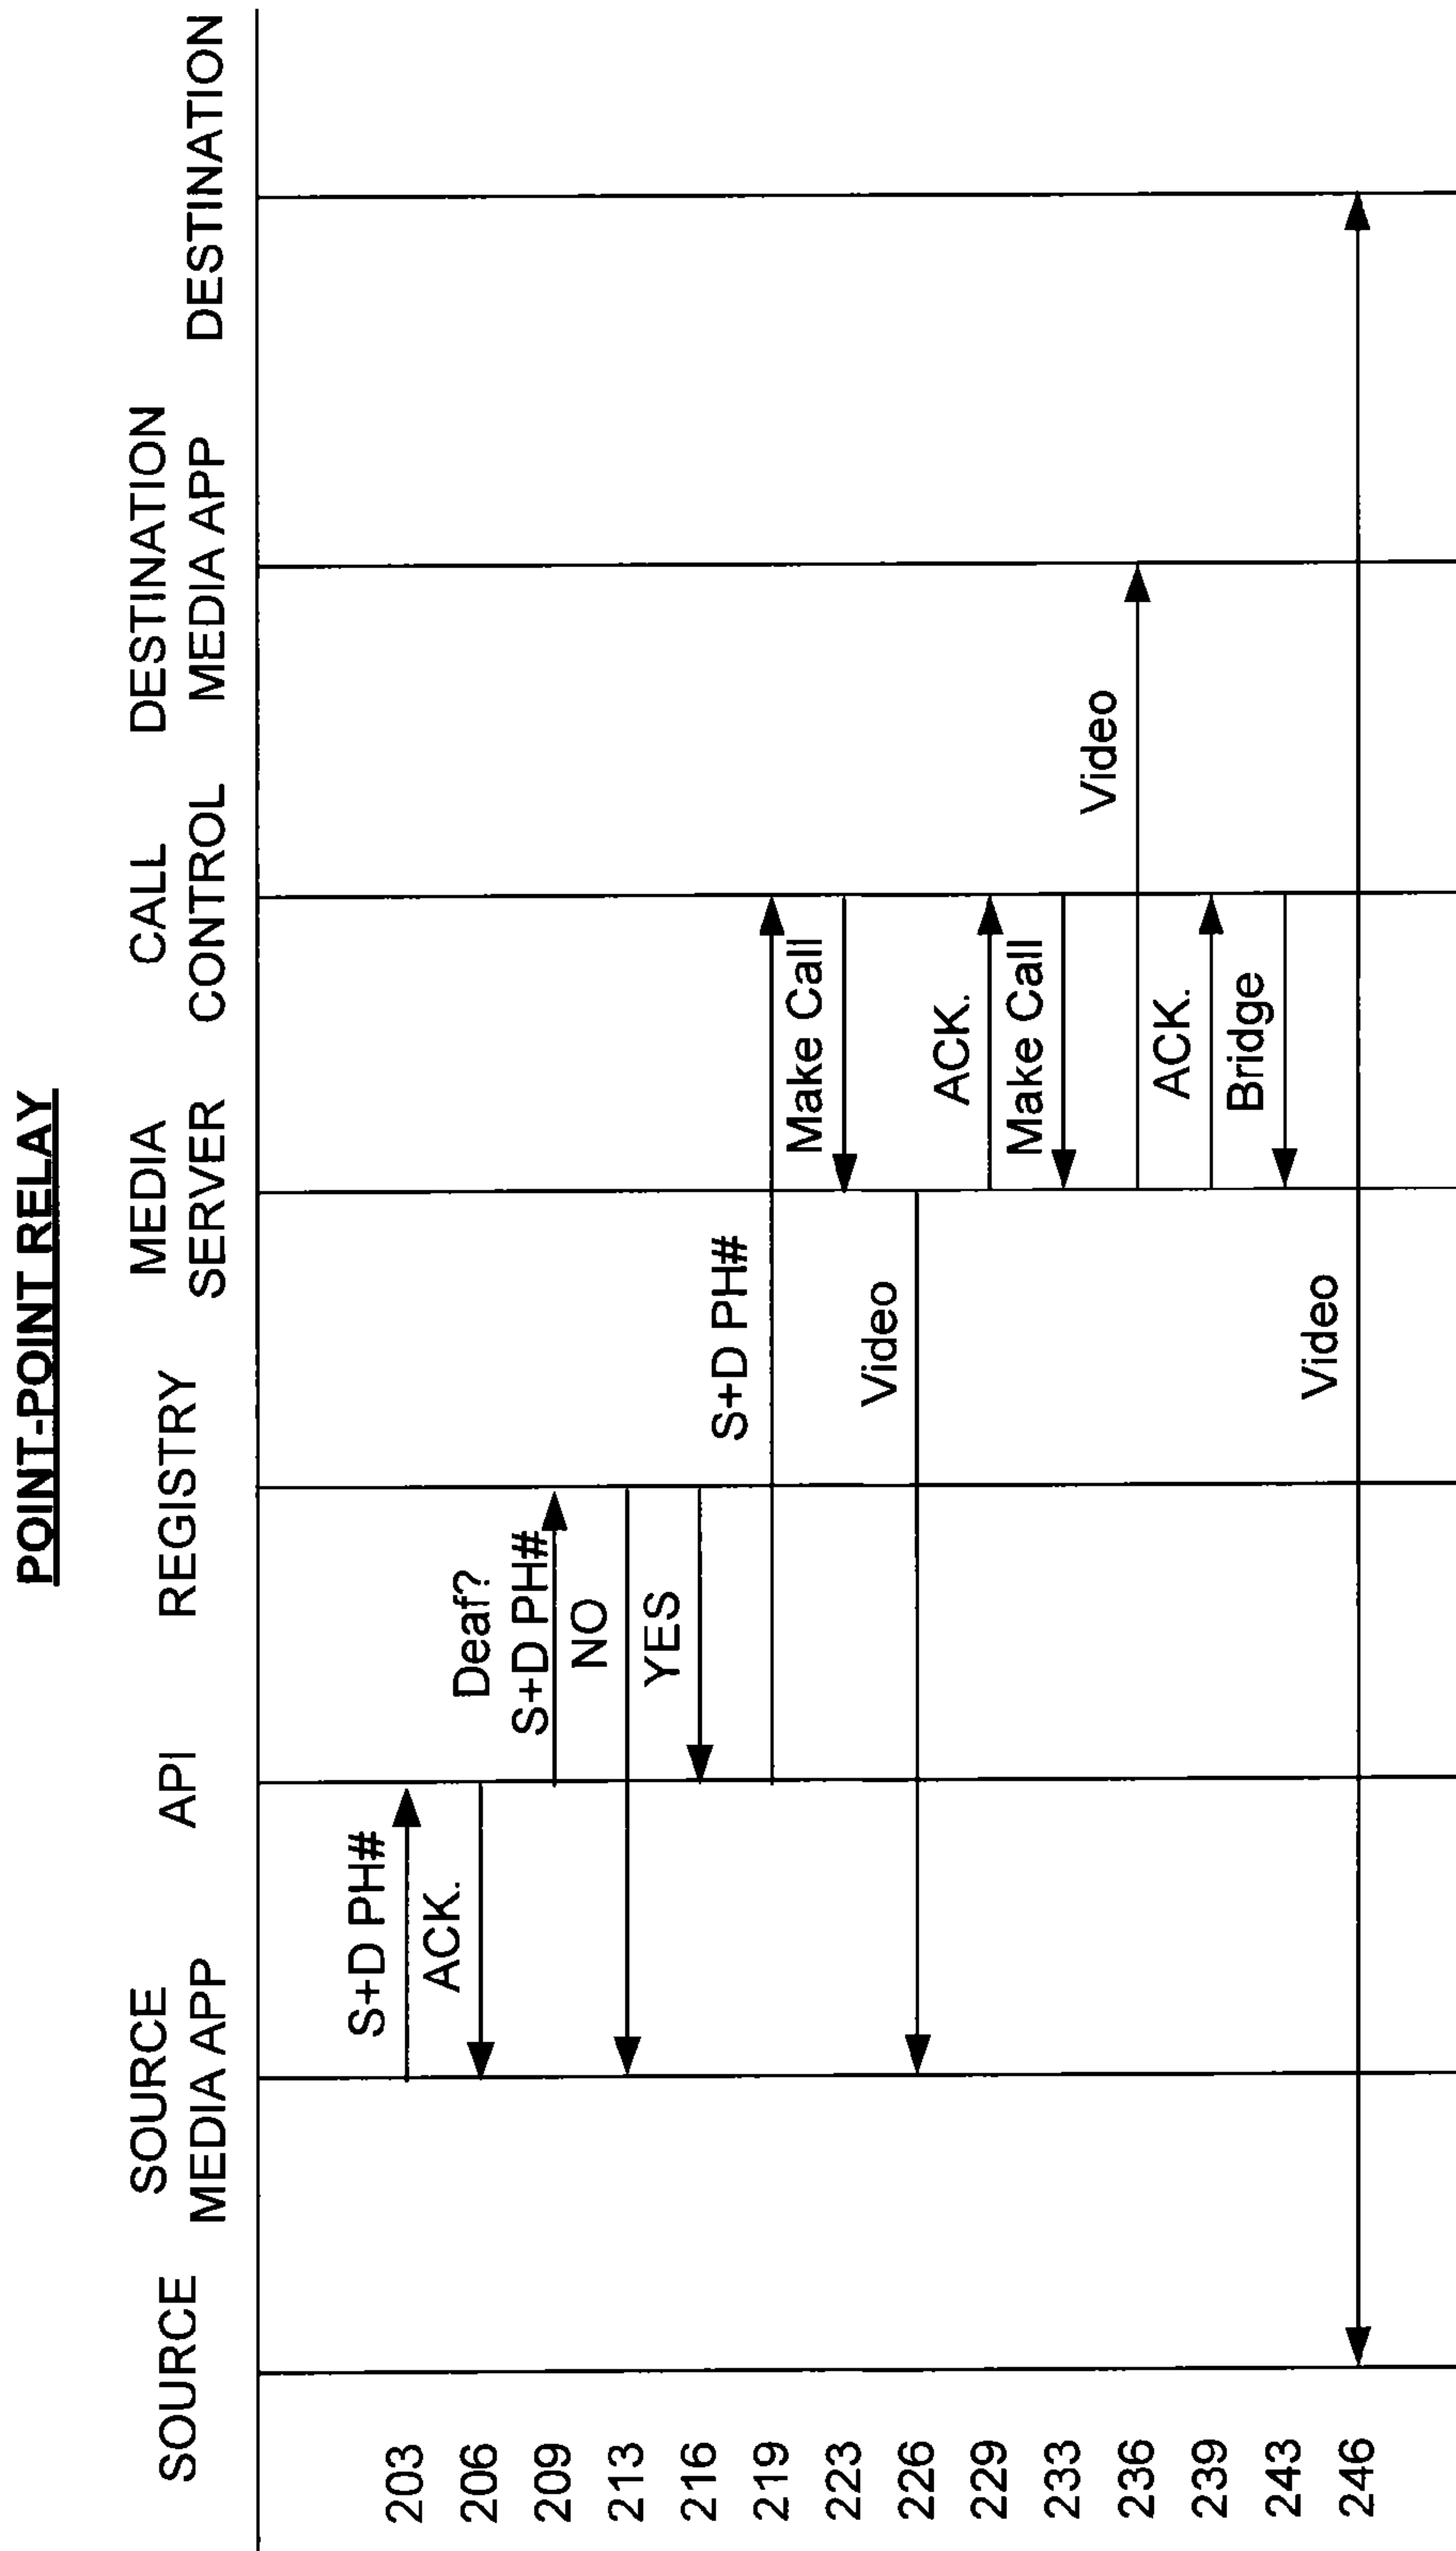 POINT-POINT RELAY
SOURCE
SOURCE
MEDIA APP
API
REGISTRY
MEDIA
SERVER
CALL
CONTROL
DESTINATION
MEDIA APP
DESTINATION
203
S+D PH#
206
ACK.
209
Deaf?
S+D PH#
213
NO
216
YES
219
S+D PH#
223
Make Call
226
Video
229
ACK.
233
Make Call
236
Video
239
ACK.
243
Bridge
246
Video